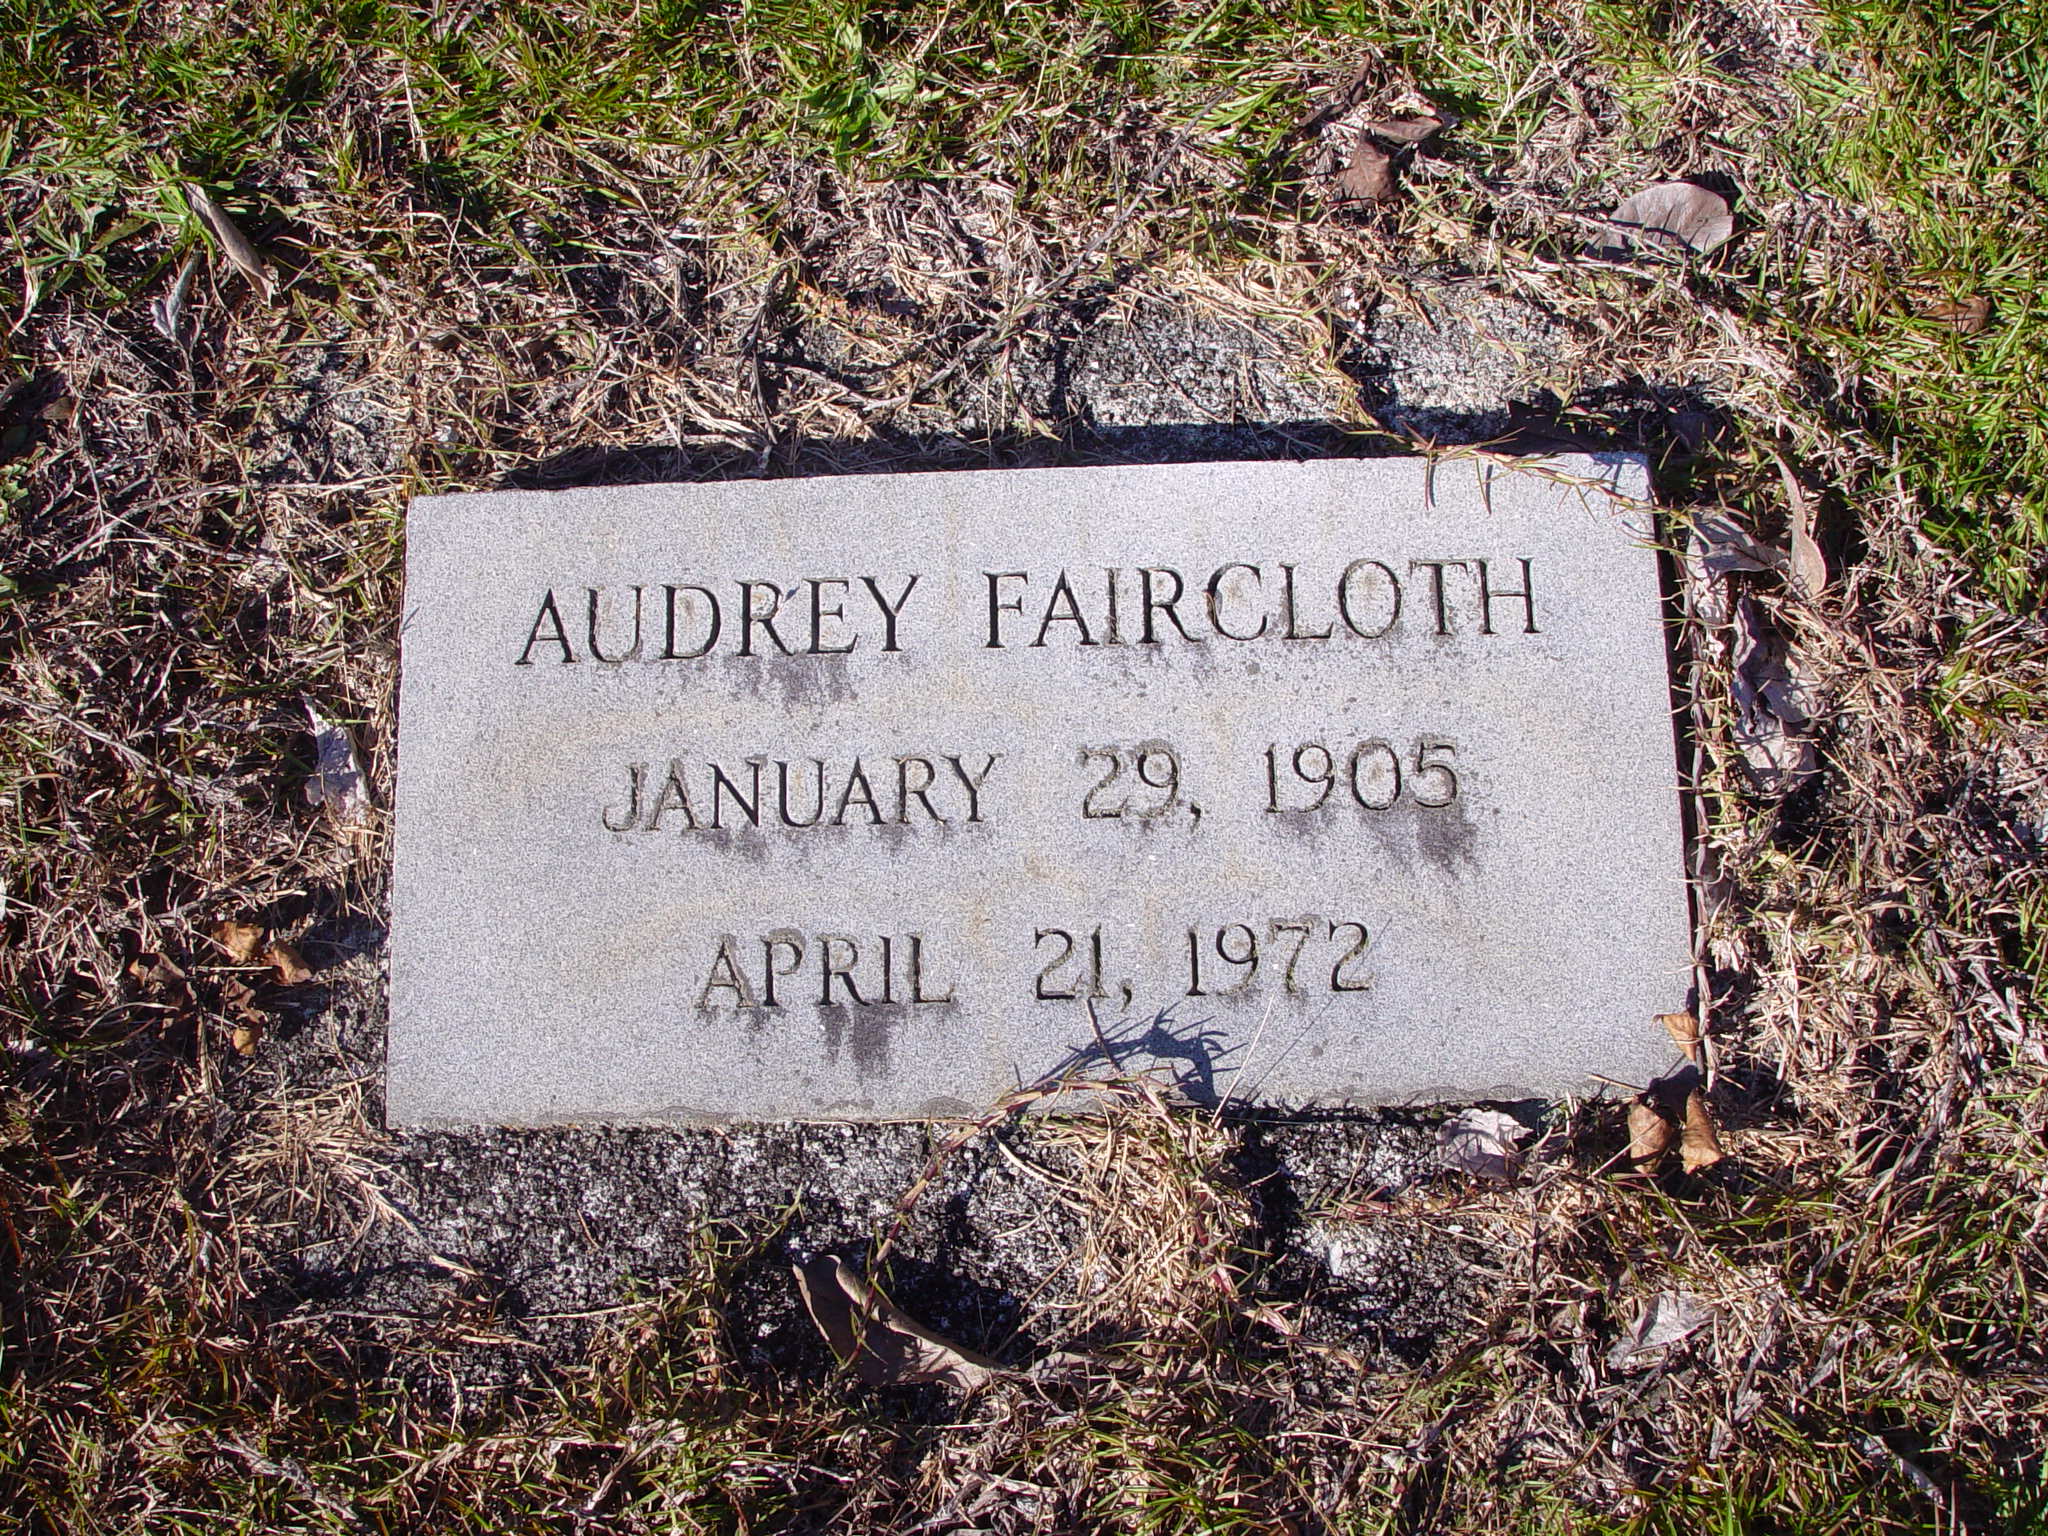 AUDREY FAIRCLOTH
JANUARY 29, 1905
APRIL 21, 1972